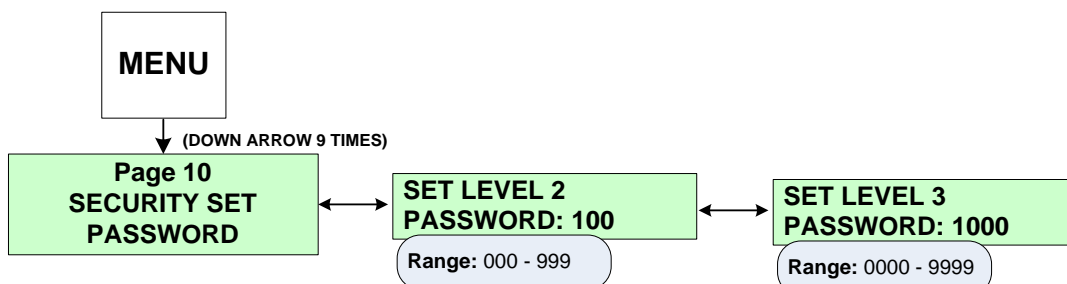 MENU
(DOWN ARROW 9 TIMES)
Page 10
SECURITY SET
PASSWORD
SET LEVEL 2
PASSWORD: 100
Range: 000 - 999
SET LEVEL 3
PASSWORD: 1000
Range: 0000 - 9999